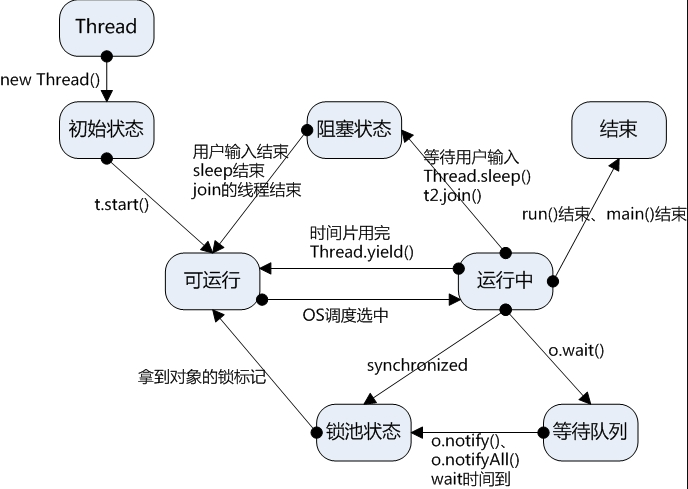 Thread
new Thread()
初始状态
阻塞状态
结束
用户输入结束
sleep结束
join的线程结束
等待用户输入
Thread.sleep()
t2.join()
t.start()
run()结束、main()结束
时间片用完
Thread.yield()
可运行
运行中
OS调度选中
synchronized
o.wait()
拿到对象的锁标记
锁池状态
等待队列
o.notify()、
o.notifyAll()
wait时间到